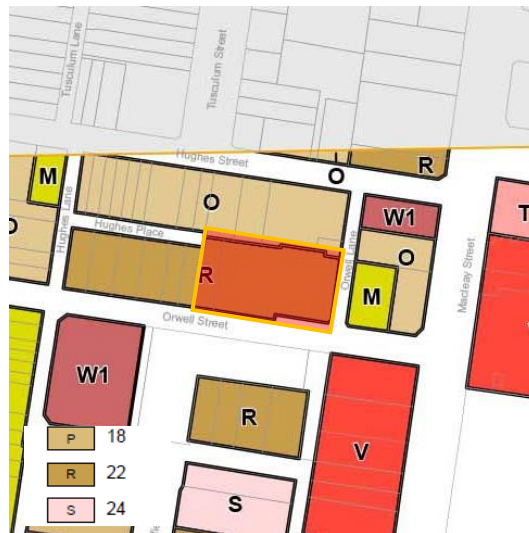 Tusculum Lane
Tusculum Street
Hughes Street
R
M
O
O
W1
T
O
Hughes Lane
Hughes Place
O
Orwell Lane
Macleay Street
R
M
Orwell Street
W1
R
V
P 18
R 22
S 24
S